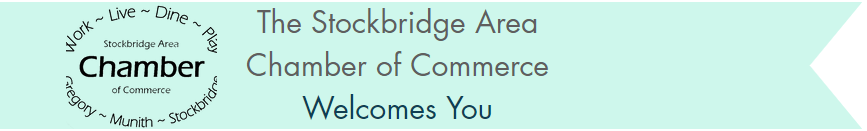 Work ~ Live ~ Dine ~ Play
Stockbridge Area
Chamber
of Commerce
Gregory ~ Munith ~ Stockbridge
The Stockbridge Area
Chamber of Commerce
Welcomes You